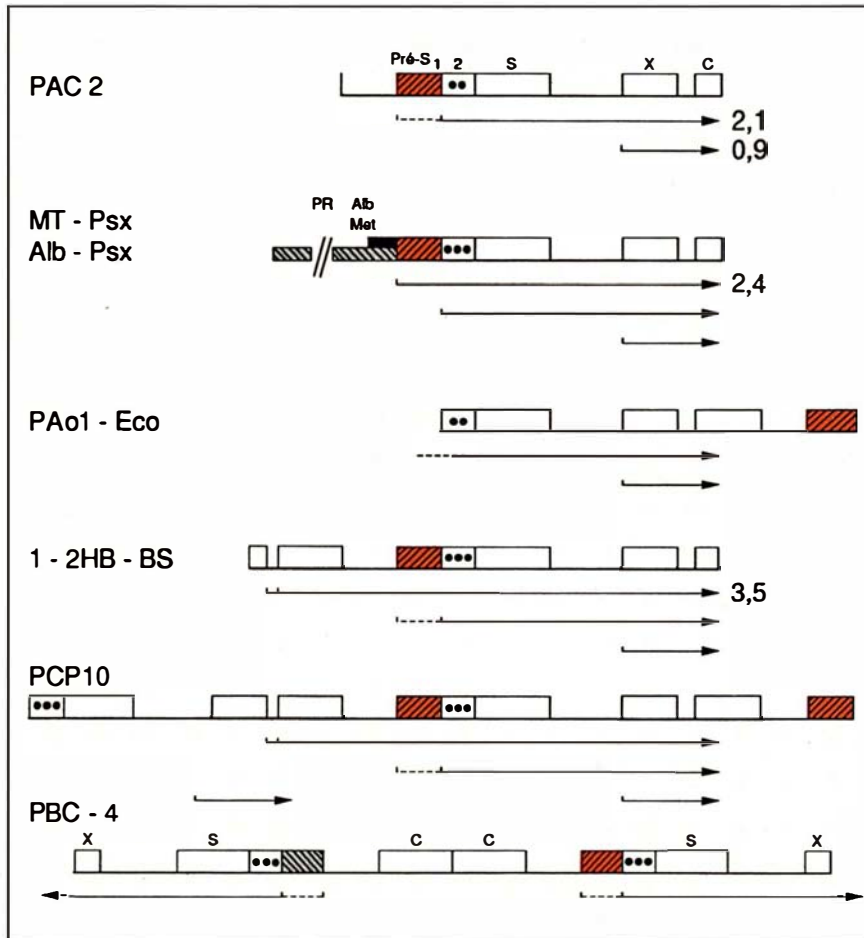 Pré-S 1 2 S X C
PAC 2
2,1
0,9
PR Alb
Met
MT - Psx
Alb - Psx
2,4
PAo1 - Eco
1 - 2HB - BS
3,5
PCP10
PBC - 4
X S C C S X